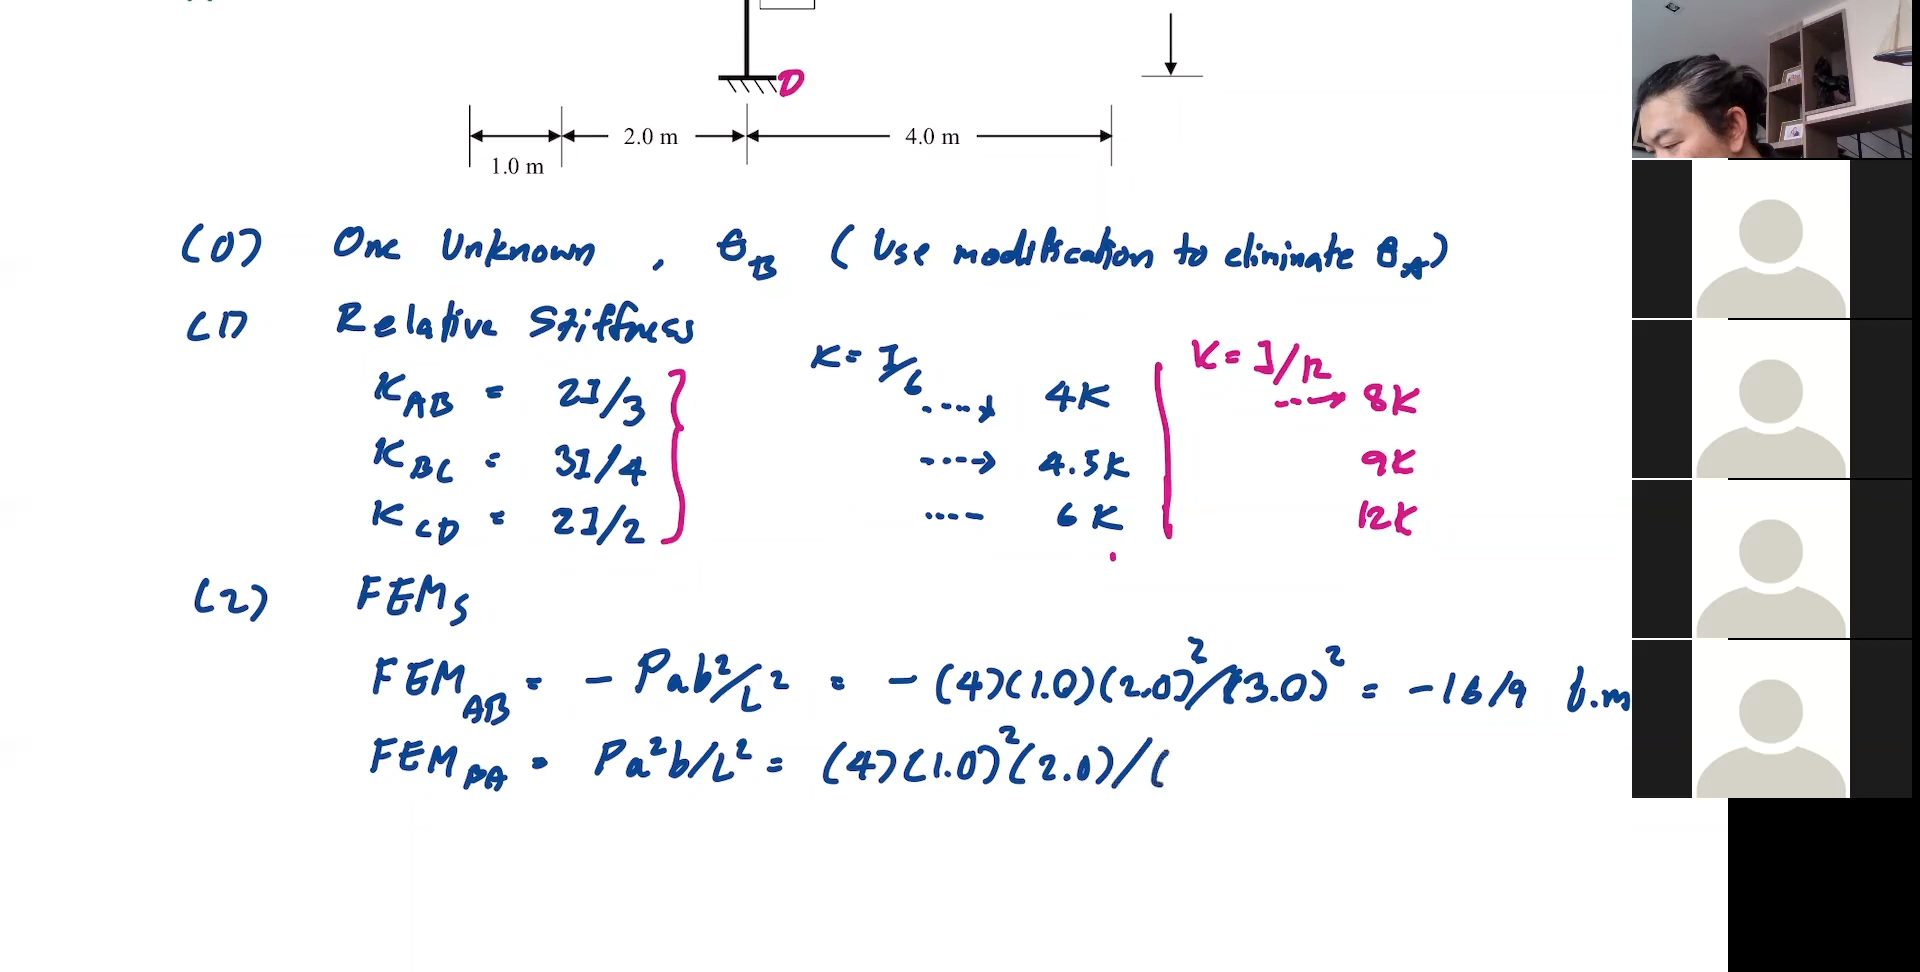 D
2.0 m
4.0 m
1.0 m
(0) One Unknown , θB ( Use modification to eliminate θA )
(1) Relative Stiffness
K = I/6
K = I/12
KAB = 2I/3 ----> 4K ---> 8K
KBC = 3I/4 ----> 4.5K 9K
KCD = 2I/2 ---- 6K 12K
(2) FEMs
FEMAB = - Pab²/L² = - (4)(1.0)(2.0)²/(3.0)² = -16/9 t.m
FEMBA = Pa²b/L² = (4)(1.0)²(2.0)/(